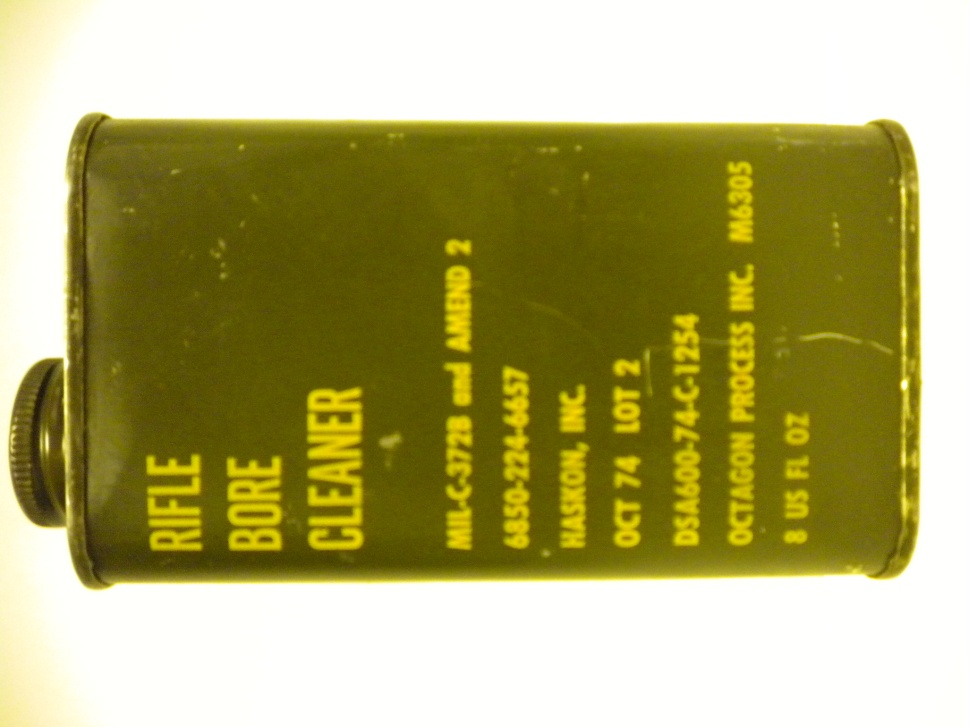 RIFLE
BORE
CLEANER
MIL-C-372B and AMEND 2
6850-224-6657
HASKON, INC.
OCT 74 LOT 2
DSA600-74-C-1254
OCTAGON PROCESS INC. M6305
8 US FL OZ